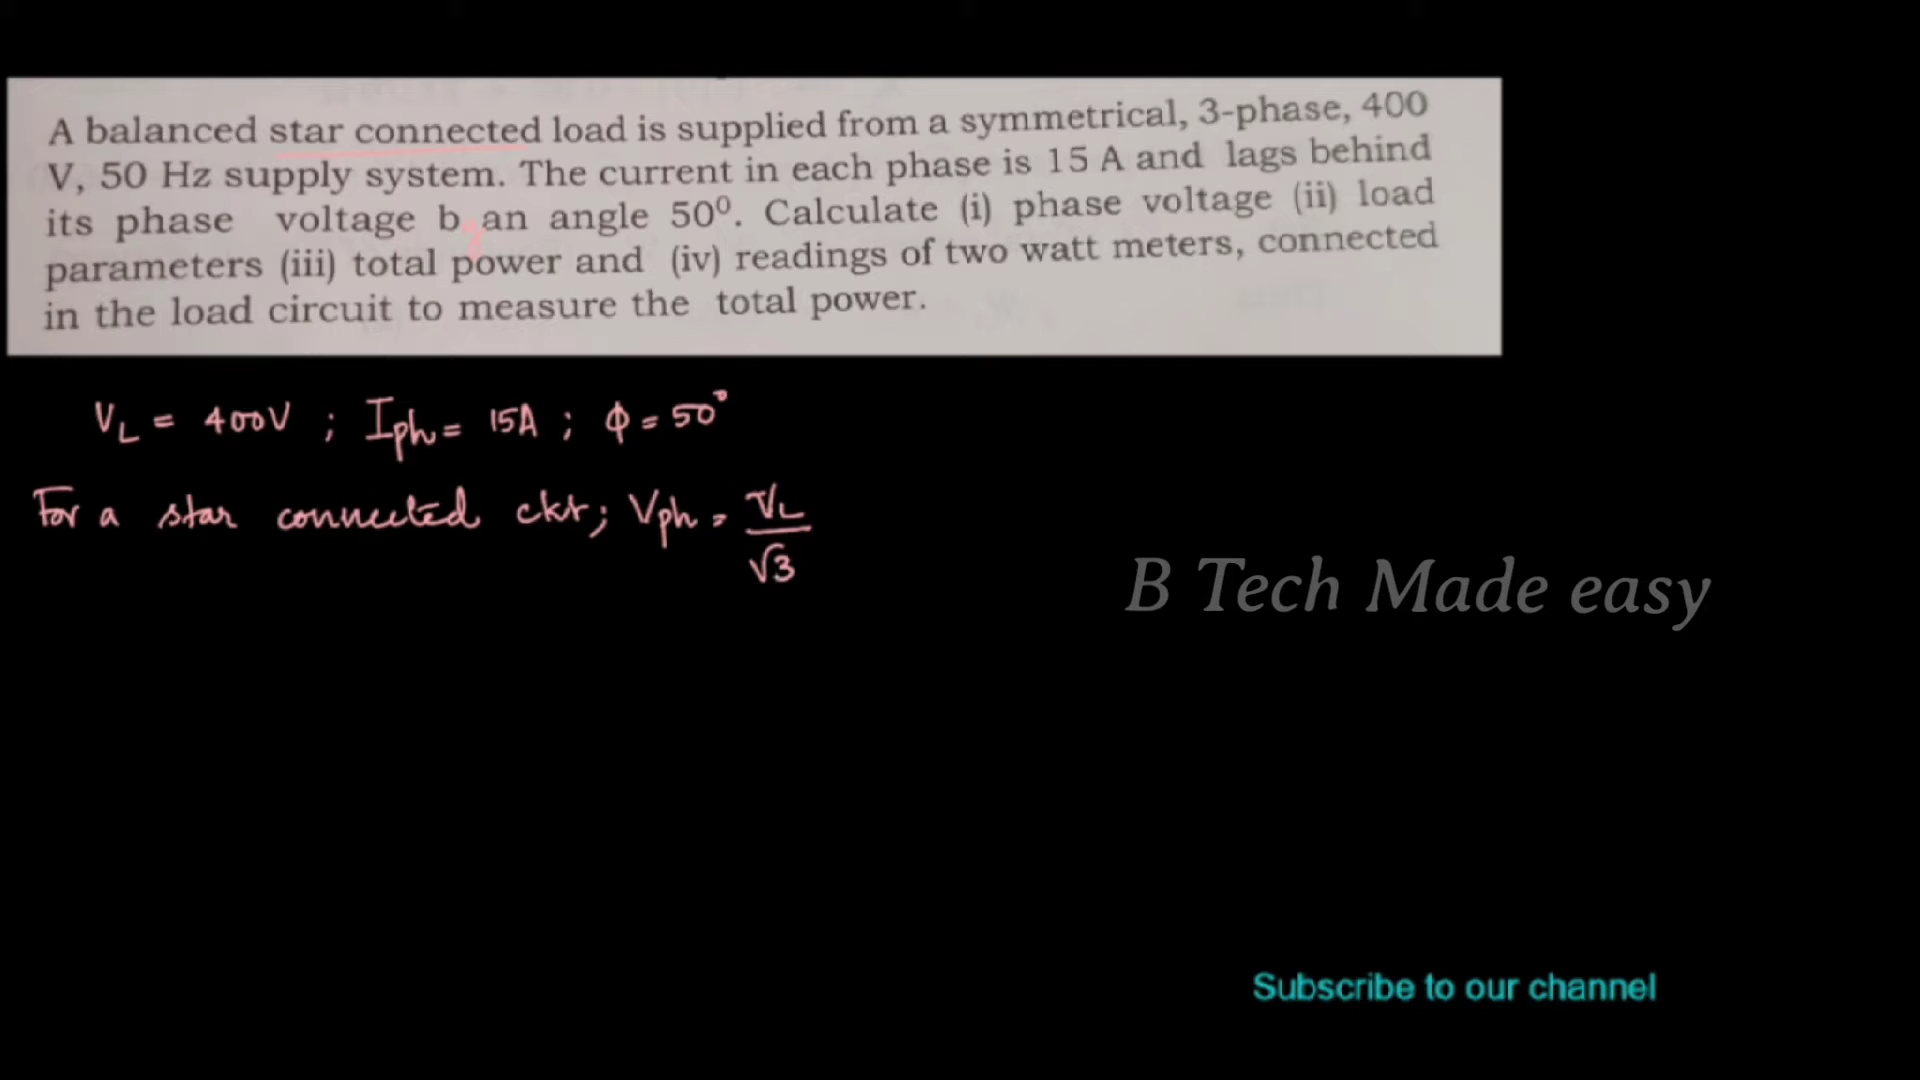 A balanced star connected load is supplied from a symmetrical, 3-phase, 400
V, 50 Hz supply system. The current in each phase is 15 A and lags behind
its phase voltage b an angle 50⁰. Calculate (i) phase voltage (ii) load
parameters (iii) total power and (iv) readings of two watt meters, connected
in the load circuit to measure the total power.
V_L = 400V ; I_ph = 15A ; ϕ = 50°
For a star connected ckt; V_ph = V_L / √3
B Tech Made easy
Subscribe to our channel